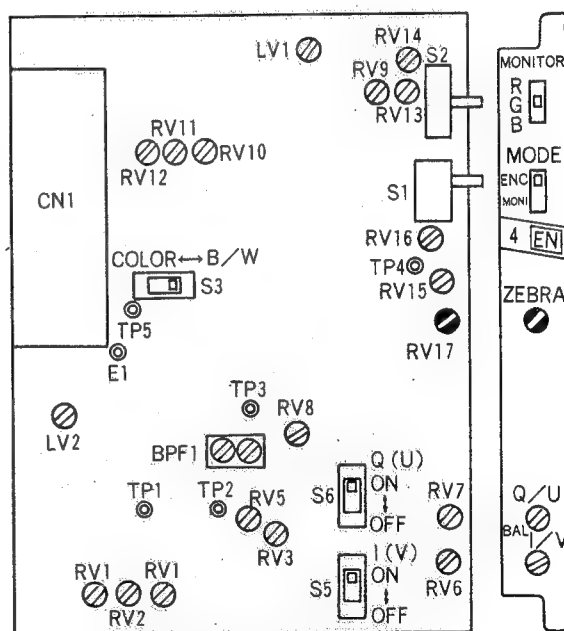 LV1
RV14
S2
RV9
RV13
RV11
RV12
RV10
CN1
S1
RV16
COLOR↔B/W
S3
TP4
RV15
TP5
RV17
E1
TP3
RV8
LV2
BPF1
Q (U)
ON
↓
OFF
S6
TP1
TP2
RV5
RV3
RV7
I (V)
ON
↓
OFF
S5
RV6
RV1
RV2
RV1
MONITOR
R
G
B
MODE
ENC
MONI
4 EN
ZEBRA
Q/U
BAL
I/V